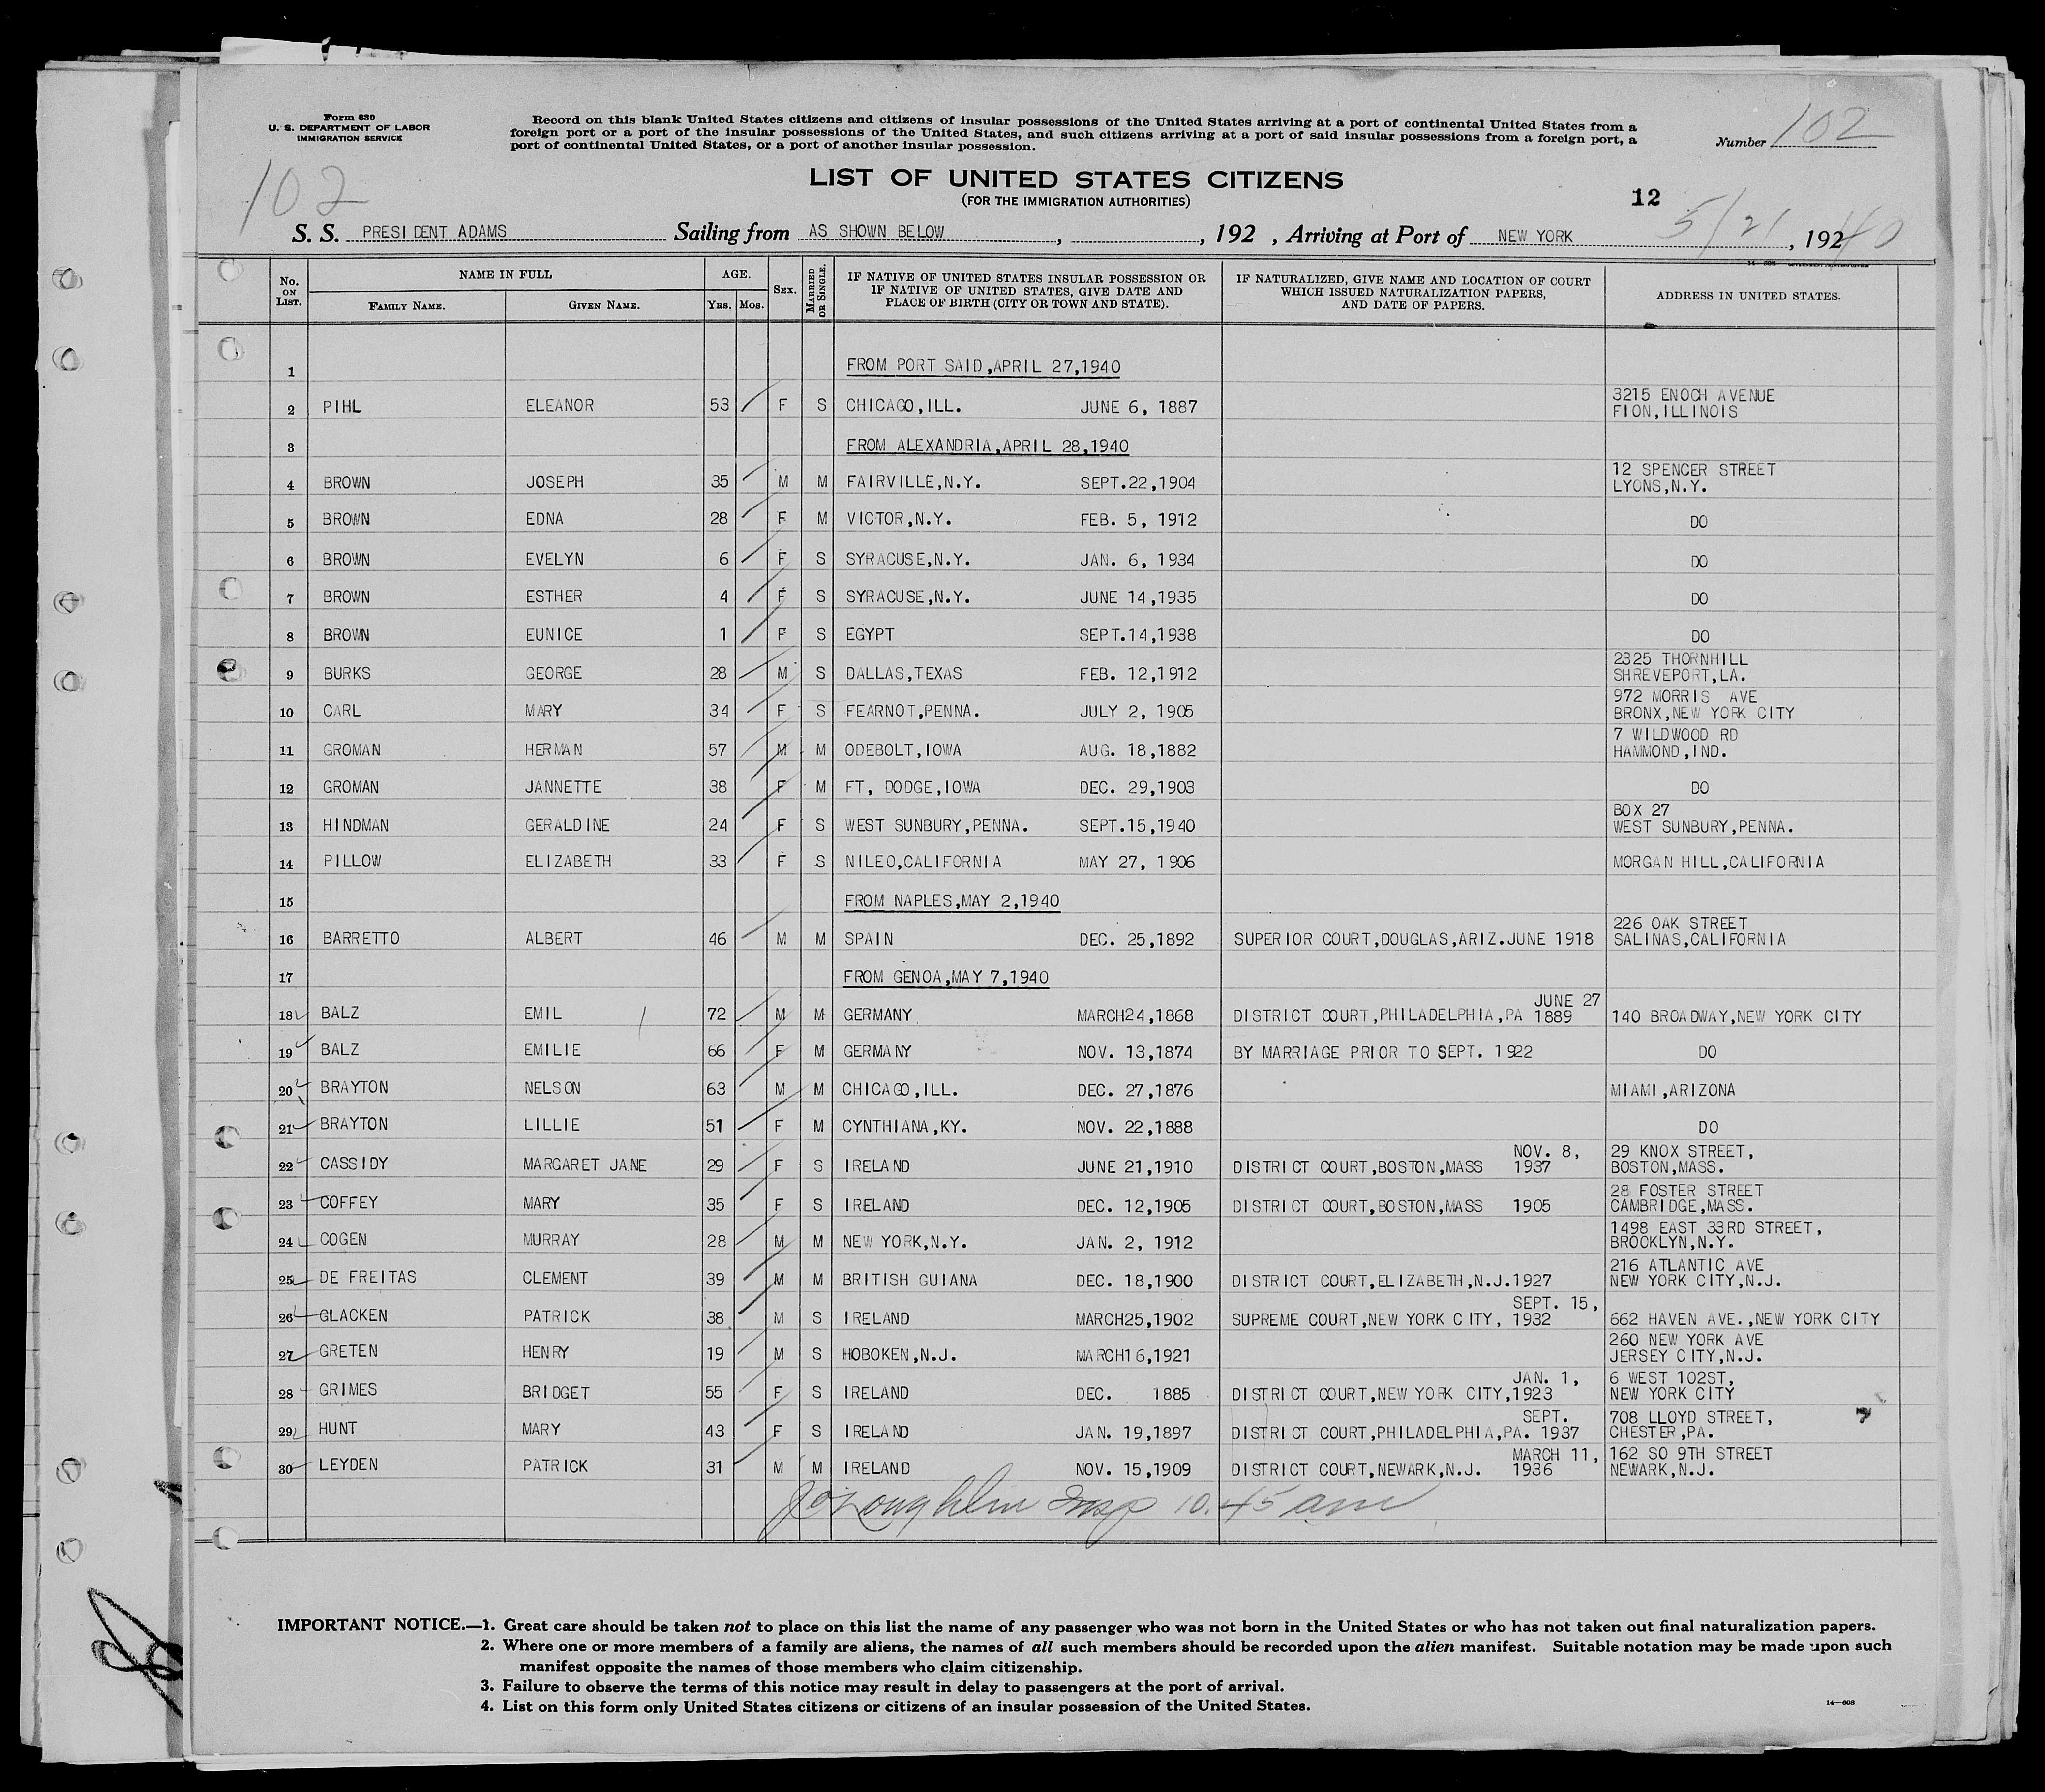 Form 630
U. S. DEPARTMENT OF LABOR
IMMIGRATION SERVICE
Record on this blank United States citizens and citizens of insular possessions of the United States arriving at a port of continental United States from a
foreign port or a port of the insular possessions of the United States, and such citizens arriving at a port of said insular possessions from a foreign port, a
port of continental United States, or a port of another insular possession.
Number 102
102
LIST OF UNITED STATES CITIZENS
(FOR THE IMMIGRATION AUTHORITIES)
12
S. S. PRESIDENT ADAMS Sailing from AS SHOWN BELOW , , 192 , Arriving at Port of NEW YORK 5/21 , 1924 40
No. ON LIST. NAME IN FULL AGE. SEX. MARRIED OR SINGLE. IF NATIVE OF UNITED STATES INSULAR POSSESSION OR IF NATIVE OF UNITED STATES, GIVE DATE AND PLACE OF BIRTH (CITY OR TOWN AND STATE). IF NATURALIZED, GIVE NAME AND LOCATION OF COURT WHICH ISSUED NATURALIZATION PAPERS, AND DATE OF PAPERS. ADDRESS IN UNITED STATES.
FAMILY NAME. GIVEN NAME. YRS. MOS.
1 FROM PORT SAID,APRIL 27,1940
2 PIHL ELEANOR 53 F S CHICAGO,ILL. JUNE 6, 1887 3215 ENOCH AVENUE FION,ILLINOIS
3 FROM ALEXANDRIA,APRIL 28,1940
4 BROWN JOSEPH 35 M M FAIRVILLE,N.Y. SEPT.22,1904 12 SPENCER STREET LYONS,N.Y.
5 BROWN EDNA 28 F M VICTOR,N.Y. FEB. 5, 1912 DO
6 BROWN EVELYN 6 F S SYRACUSE,N.Y. JAN. 6, 1934 DO
7 BROWN ESTHER 4 F S SYRACUSE,N.Y. JUNE 14,1935 DO
8 BROWN EUNICE 1 F S EGYPT SEPT.14,1938 DO
9 BURKS GEORGE 28 M S DALLAS,TEXAS FEB. 12,1912 2325 THORNHILL SHREVEPORT,LA.
10 CARL MARY 34 F S FEARNOT,PENNA. JULY 2, 1905 972 MORRIS AVE BRONX,NEW YORK CITY
11 GROMAN HERMAN 57 M M ODEBOLT,IOWA AUG. 18,1882 7 WILDWOOD RD HAMMOND,IND.
12 GROMAN JANNETTE 38 F M FT, DODGE,IOWA DEC. 29,1903 DO
13 HINDMAN GERALDINE 24 F S WEST SUNBURY,PENNA. SEPT.15,1940 BOX 27 WEST SUNBURY,PENNA.
14 PILLOW ELIZABETH 33 F S NILEO,CALIFORNIA MAY 27, 1906 MORGAN HILL,CALIFORNIA
15 FROM NAPLES,MAY 2,1940
16 BARRETTO ALBERT 46 M M SPAIN DEC. 25,1892 SUPERIOR COURT,DOUGLAS,ARIZ.JUNE 1918 226 OAK STREET SALINAS,CALIFORNIA
17 FROM GENOA,MAY 7,1940
18 BALZ EMIL 72 M M GERMANY MARCH24,1868 DISTRICT COURT,PHILADELPHIA,PA JUNE 27 1889 140 BROADWAY,NEW YORK CITY
19 BALZ EMILIE 66 F M GERMANY NOV. 13,1874 BY MARRIAGE PRIOR TO SEPT. 1922 DO
20 BRAYTON NELSON 63 M M CHICAGO,ILL. DEC. 27,1876 MIAMI,ARIZONA
21 BRAYTON LILLIE 51 F M CYNTHIANA,KY. NOV. 22,1888 DO
22 CASSIDY MARGARET JANE 29 F S IRELAND JUNE 21,1910 DISTRICT COURT,BOSTON,MASS NOV. 8, 1937 29 KNOX STREET, BOSTON,MASS.
23 COFFEY MARY 35 F S IRELAND DEC. 12,1905 DISTRICT COURT,BOSTON,MASS 1905 28 FOSTER STREET CAMBRIDGE,MASS.
24 COGEN MURRAY 28 M M NEW YORK,N.Y. JAN. 2, 1912 1498 EAST 33RD STREET, BROOKLYN,N.Y.
25 DE FREITAS CLEMENT 39 M M BRITISH GUIANA DEC. 18,1900 DISTRICT COURT,ELIZABETH,N.J.1927 216 ATLANTIC AVE NEW YORK CITY,N.J.
26 GLACKEN PATRICK 38 M S IRELAND MARCH25,1902 SUPREME COURT,NEW YORK CITY, SEPT. 15, 1932 662 HAVEN AVE.,NEW YORK CITY
27 GRETEN HENRY 19 M S HOBOKEN,N.J. MARCH16,1921 260 NEW YORK AVE JERSEY CITY,N.J.
28 GRIMES BRIDGET 55 F S IRELAND DEC. 1885 DISTRICT COURT,NEW YORK CITY, JAN. 1, 1923 6 WEST 102ST, NEW YORK CITY
29 HUNT MARY 43 F S IRELAND JAN. 19,1897 DISTRICT COURT,PHILADELPHIA,PA. SEPT. 1937 708 LLOYD STREET, CHESTER,PA.
30 LEYDEN PATRICK 31 M M IRELAND NOV. 15,1909 DISTRICT COURT,NEWARK,N.J. MARCH 11, 1936 162 SO 9TH STREET NEWARK,N.J.
Insp 10.45 am
IMPORTANT NOTICE.—1. Great care should be taken not to place on this list the name of any passenger who was not born in the United States or who has not taken out final naturalization papers.
2. Where one or more members of a family are aliens, the names of all such members should be recorded upon the alien manifest. Suitable notation may be made upon such
manifest opposite the names of those members who claim citizenship.
3. Failure to observe the terms of this notice may result in delay to passengers at the port of arrival.
4. List on this form only United States citizens or citizens of an insular possession of the United States.
14—608